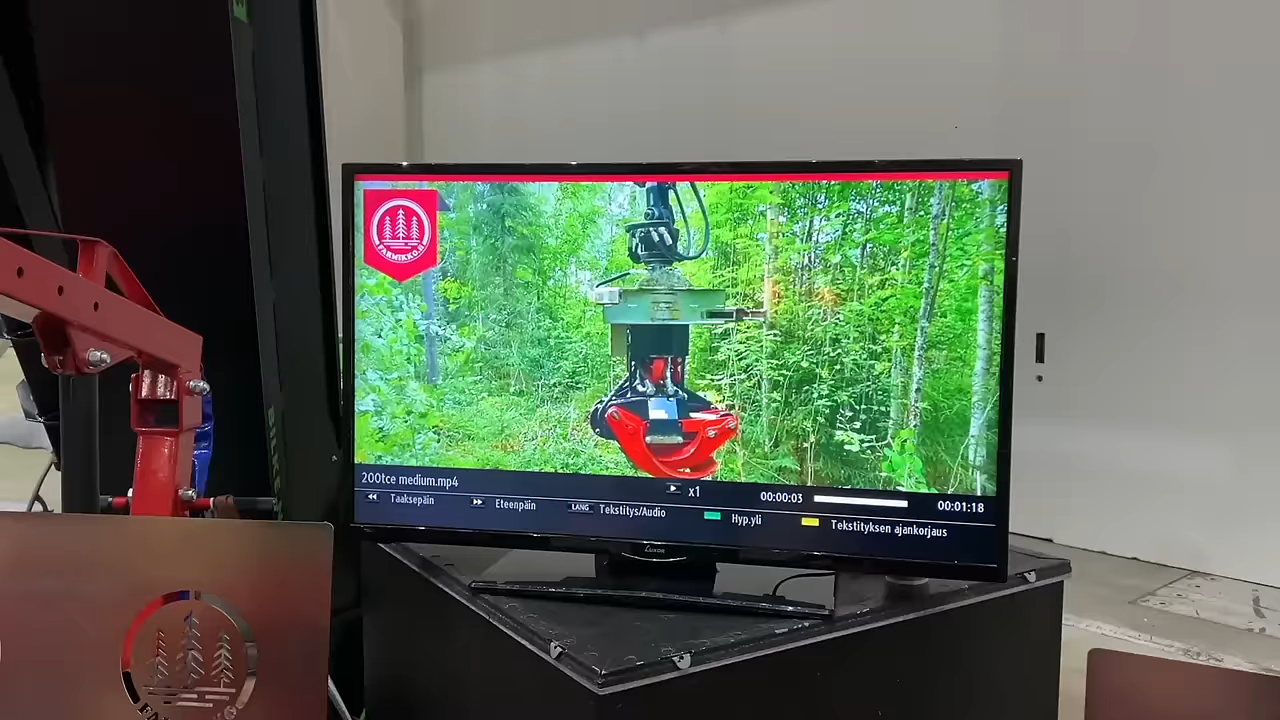 FARMIKKO.FI
200tce medium.mp4
x1
00:00:03
00:01:18
Taaksepäin
Eteenpäin
LANG
Tekstitys/Audio
Hyp.yli
Tekstityksen ajankorjaus
LUXOR